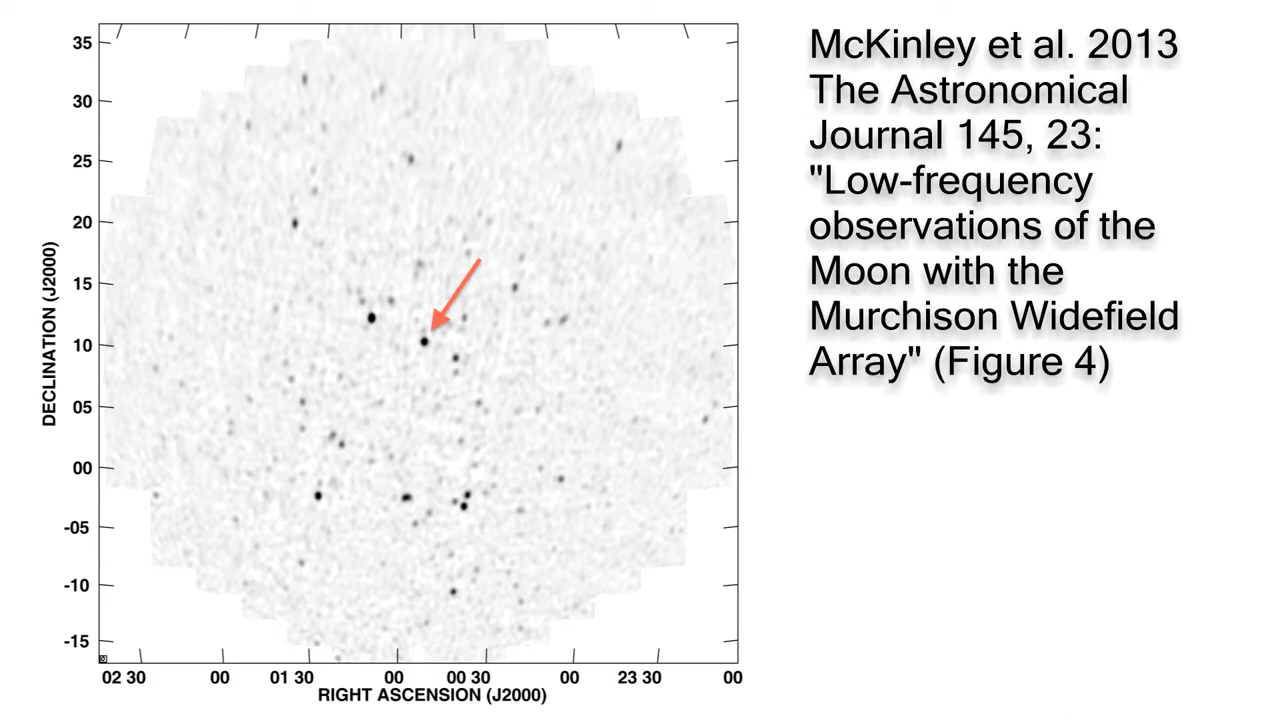 McKinley et al. 2013
The Astronomical
Journal 145, 23:
"Low-frequency
observations of the
Moon with the
Murchison Widefield
Array" (Figure 4)
DECLINATION (J2000)
35
30
25
20
15
10
05
00
-05
-10
-15
02 30 00 01 30 00 00 30 00 23 30 00
RIGHT ASCENSION (J2000)